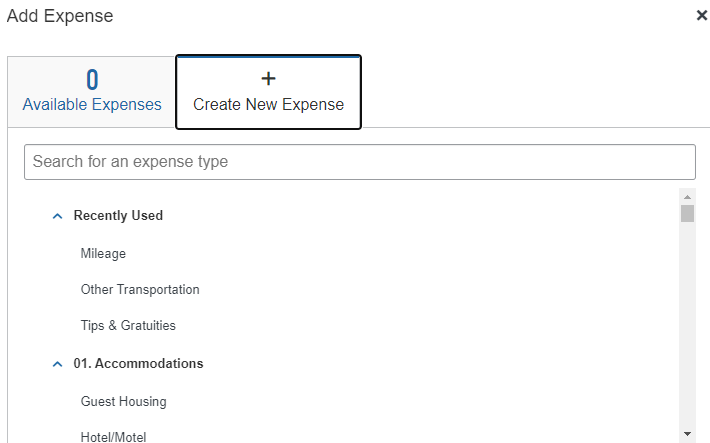 Add Expense
0
Available Expenses
+
Create New Expense
Search for an expense type
Recently Used
Mileage
Other Transportation
Tips & Gratuities
01. Accommodations
Guest Housing
Hotel/Motel